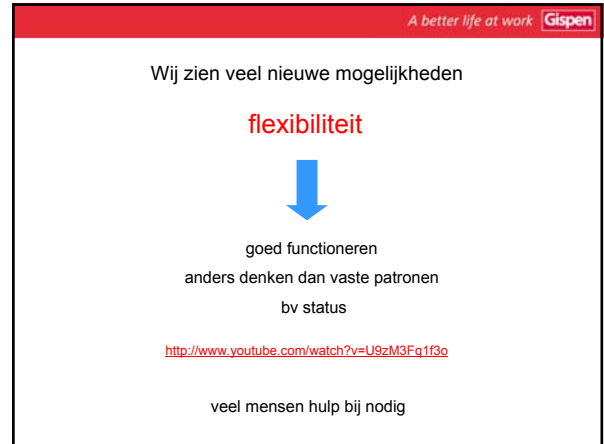 A better life at work Gispen
Wij zien veel nieuwe mogelijkheden
flexibiliteit
goed functioneren
anders denken dan vaste patronen
bv status
http://www.youtube.com/watch?v=U9zM3Fq1f3o
veel mensen hulp bij nodig